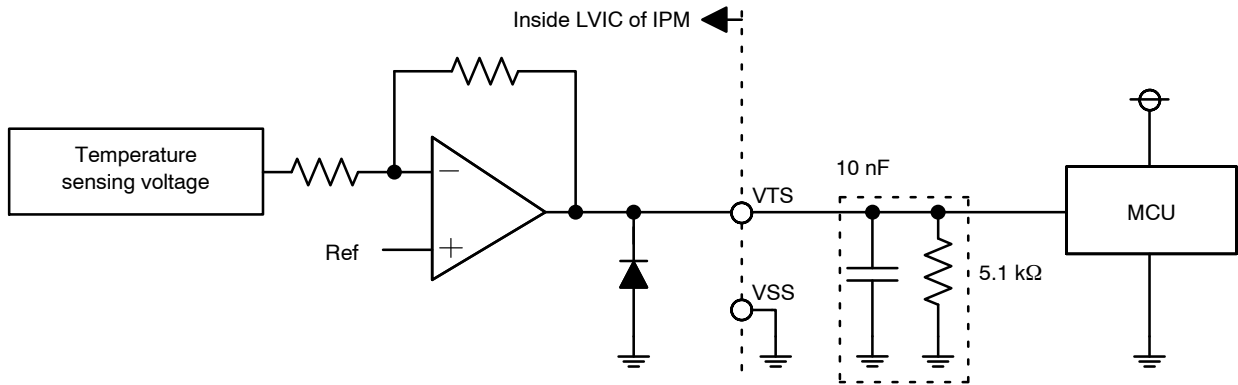 Inside LVIC of IPM
Temperature
sensing voltage
−
+
Ref
VTS
VSS
10 nF
5.1 kΩ
MCU